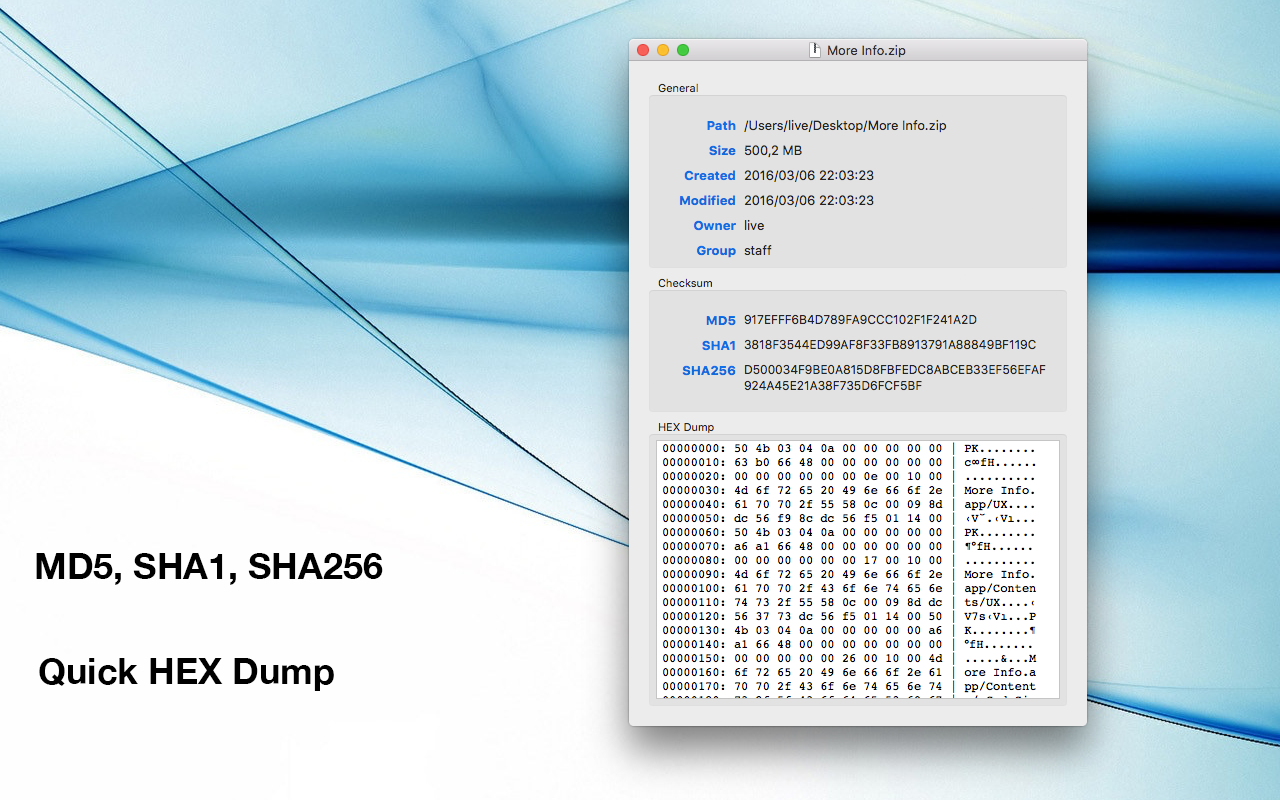 More Info.zip
General
Path /Users/live/Desktop/More Info.zip
Size 500,2 MB
Created 2016/03/06 22:03:23
Modified 2016/03/06 22:03:23
Owner live
Group staff
Checksum
MD5 917EFFF6B4D789FA9CCC102F1F241A2D
SHA1 3818F3544ED99AF8F33FB8913791A88849BF119C
SHA256 D500034F9BE0A815D8FBFEDC8ABCEB33EF56EFAF
924A45E21A38F735D6FCF5BF
HEX Dump
00000000: 50 4b 03 04 0a 00 00 00 00 00 | PK........
00000010: 63 b0 66 48 00 00 00 00 00 00 | c∞fH......
00000020: 00 00 00 00 00 00 0e 00 10 00 | ..........
00000030: 4d 6f 72 65 20 49 6e 66 6f 2e | More Info.
00000040: 61 70 70 2f 55 58 0c 00 09 8d | app/UX....
00000050: dc 56 f9 8c dc 56 f5 01 14 00 | ‹V˘.‹Vı...
00000060: 50 4b 03 04 0a 00 00 00 00 00 | PK........
00000070: a6 a1 66 48 00 00 00 00 00 00 | ¶°fH......
00000080: 00 00 00 00 00 00 17 00 10 00 | ..........
00000090: 4d 6f 72 65 20 49 6e 66 6f 2e | More Info.
00000100: 61 70 70 2f 43 6f 6e 74 65 6e | app/Conten
00000110: 74 73 2f 55 58 0c 00 09 8d dc | ts/UX....‹
00000120: 56 37 73 dc 56 f5 01 14 00 50 | V7s‹Vı...P
00000130: 4b 03 04 0a 00 00 00 00 00 a6 | K........¶
00000140: a1 66 48 00 00 00 00 00 00 00 | °fH.......
00000150: 00 00 00 00 00 26 00 10 00 4d | .....&...M
00000160: 6f 72 65 20 49 6e 66 6f 2e 61 | ore Info.a
00000170: 70 70 2f 43 6f 6e 74 65 6e 74 | pp/Content
MD5, SHA1, SHA256
Quick HEX Dump